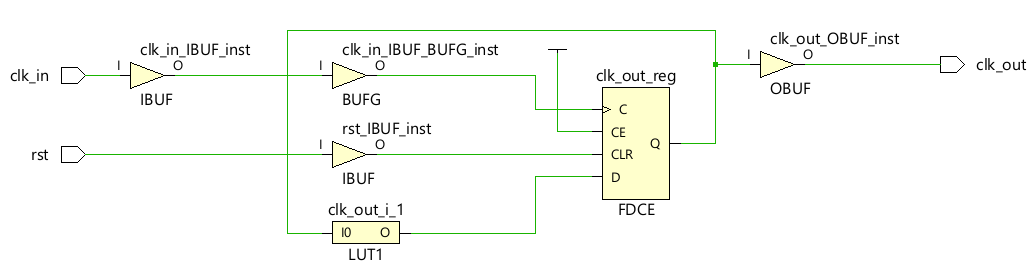 clk_in
I
clk_in_IBUF_inst
O
IBUF
I
clk_in_IBUF_BUFG_inst
O
BUFG
rst
I
rst_IBUF_inst
O
IBUF
clk_out_i_1
I0
O
LUT1
clk_out_reg
C
CE
CLR
D
Q
FDCE
I
clk_out_OBUF_inst
O
OBUF
clk_out